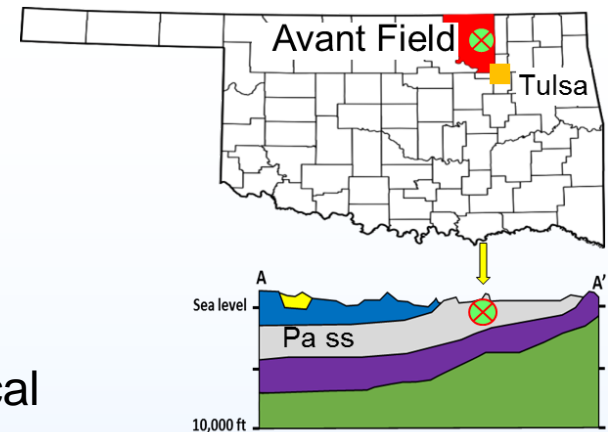 Avant Field
Tulsa
A
A'
Sea level
Pa ss
cal
10,000 ft